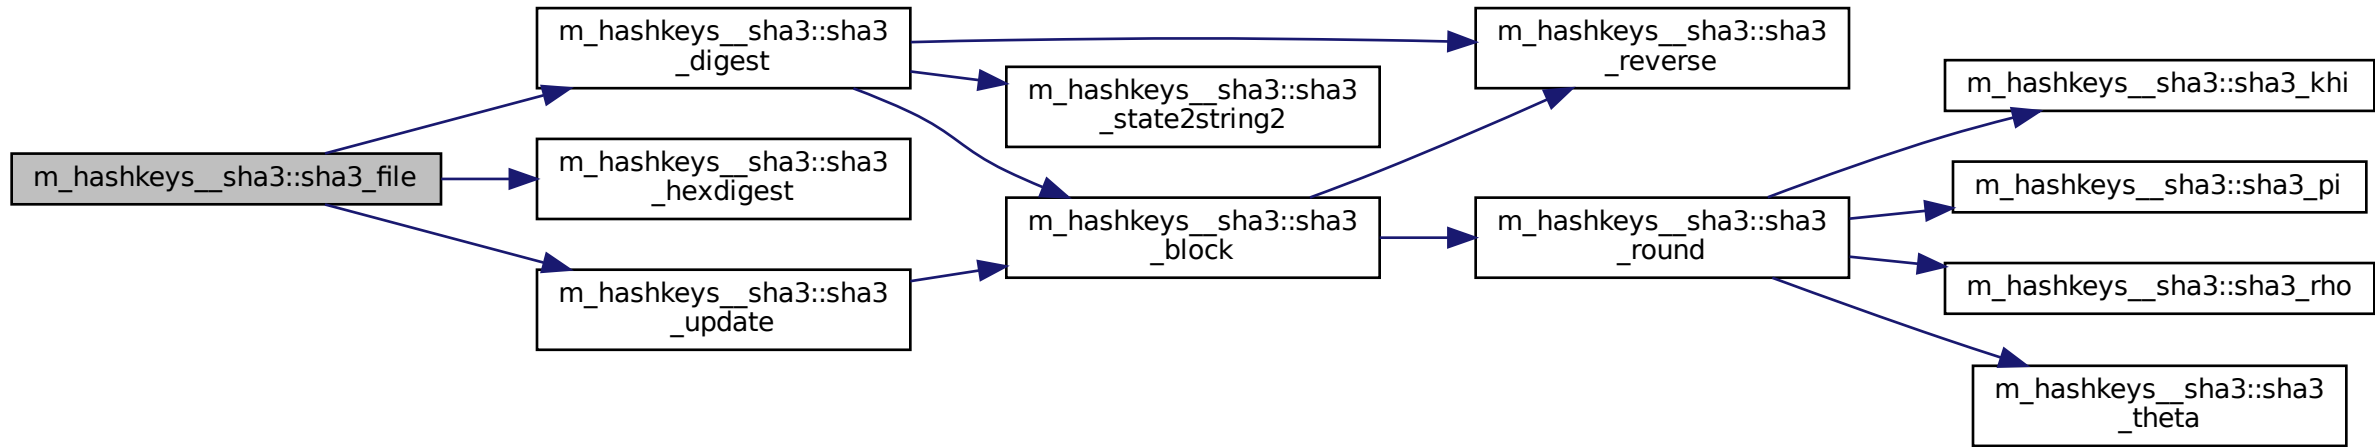 m_hashkeys__sha3::sha3_file
m_hashkeys__sha3::sha3
_digest
m_hashkeys__sha3::sha3
_hexdigest
m_hashkeys__sha3::sha3
_update
m_hashkeys__sha3::sha3
_state2string2
m_hashkeys__sha3::sha3
_block
m_hashkeys__sha3::sha3
_reverse
m_hashkeys__sha3::sha3
_round
m_hashkeys__sha3::sha3_khi
m_hashkeys__sha3::sha3_pi
m_hashkeys__sha3::sha3_rho
m_hashkeys__sha3::sha3
_theta